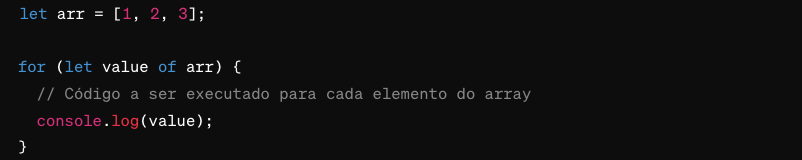 let arr = [1, 2, 3];
for (let value of arr) {
// Código a ser executado para cada elemento do array
console.log(value);
}